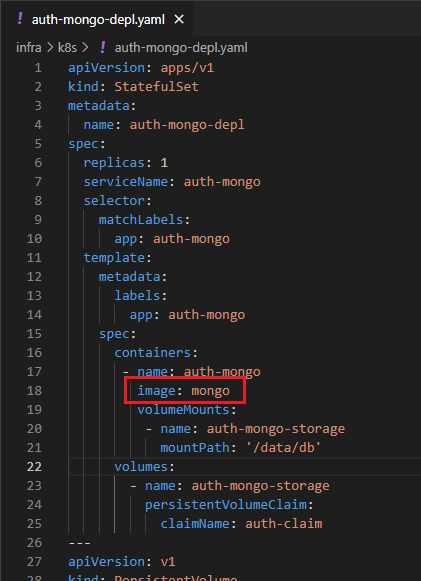 ! auth-mongo-depl.yaml ×
infra > k8s > ! auth-mongo-depl.yaml
1 apiVersion: apps/v1
2 kind: StatefulSet
3 metadata:
4   name: auth-mongo-depl
5 spec:
6   replicas: 1
7   serviceName: auth-mongo
8   selector:
9     matchLabels:
10       app: auth-mongo
11   template:
12     metadata:
13       labels:
14         app: auth-mongo
15     spec:
16       containers:
17        - name: auth-mongo
18          image: mongo
19          volumeMounts:
20           - name: auth-mongo-storage
21             mountPath: '/data/db'
22       volumes:
23         - name: auth-mongo-storage
24           persistentVolumeClaim:
25             claimName: auth-claim
26 ---
27 apiVersion: v1
28 kind: PersistentVolume